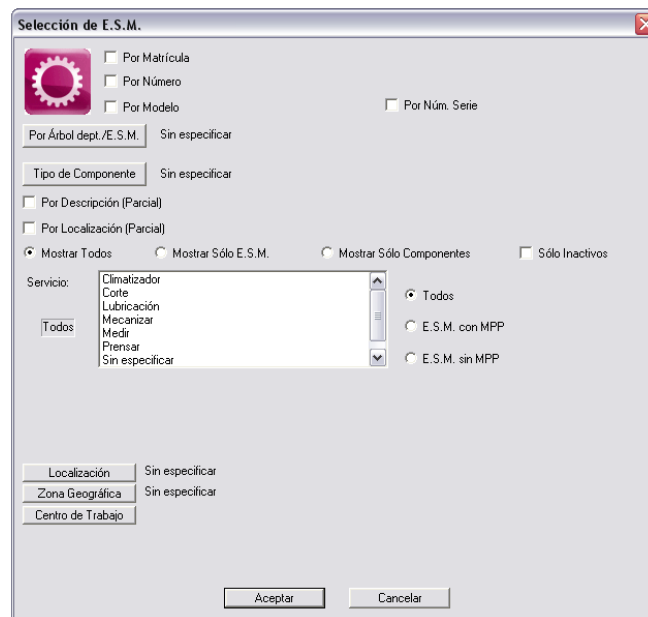 Selección de E.S.M.
Por Matrícula
Por Número
Por Modelo
Por Núm. Serie
Por Árbol dept./E.S.M.
Sin especificar
Tipo de Componente
Sin especificar
Por Descripción (Parcial)
Por Localización (Parcial)
Mostrar Todos
Mostrar Sólo E.S.M.
Mostrar Sólo Componentes
Sólo Inactivos
Servicio:
Todos
Climatizador
Corte
Lubricación
Mecanizar
Medir
Prensar
Sin especificar
Todos
E.S.M. con MPP
E.S.M. sin MPP
Localización
Sin especificar
Zona Geográfica
Sin especificar
Centro de Trabajo
Aceptar
Cancelar